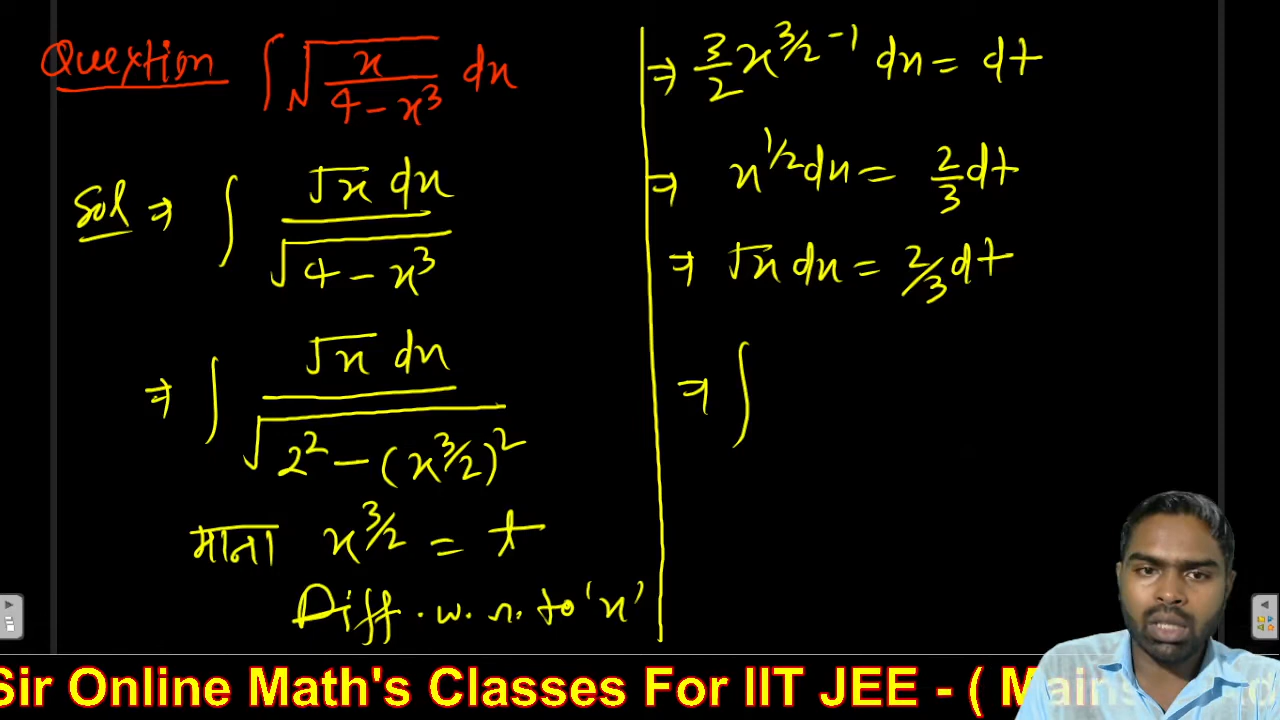 Quextion ∫ √(x/(4 - x³)) dx
Sol ⇒ ∫ √x dx / √(4 - x³)
⇒ ∫ √x dx / √(2² - (x^3/2)²)
माना x^3/2 = t
Diff. w. r. to 'x'
⇒ 3/2 x^(3/2 - 1) dx = dt
⇒ x^1/2 dx = 2/3 dt
⇒ √x dx = 2/3 dt
⇒ ∫
Sir Online Math's Classes For IIT JEE - ( Mains